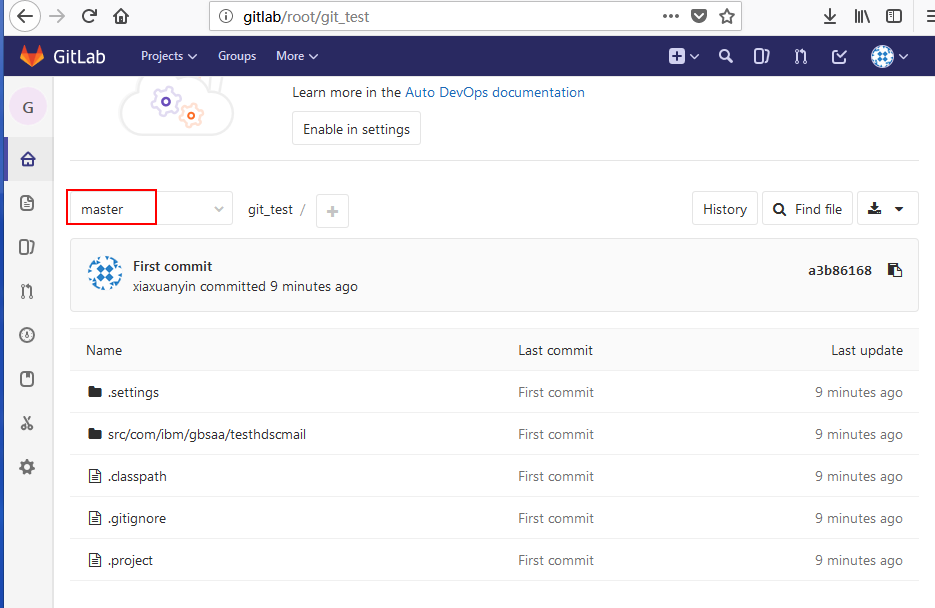 gitlab/root/git_test
GitLab Projects Groups More
G
Learn more in the Auto DevOps documentation
Enable in settings
master git_test / + History Find file
First commit
xiaxuanyin committed 9 minutes ago
a3b86168
Name Last commit Last update
.settings First commit 9 minutes ago
src/com/ibm/gbsaa/testhdscmail First commit 9 minutes ago
.classpath First commit 9 minutes ago
.gitignore First commit 9 minutes ago
.project First commit 9 minutes ago